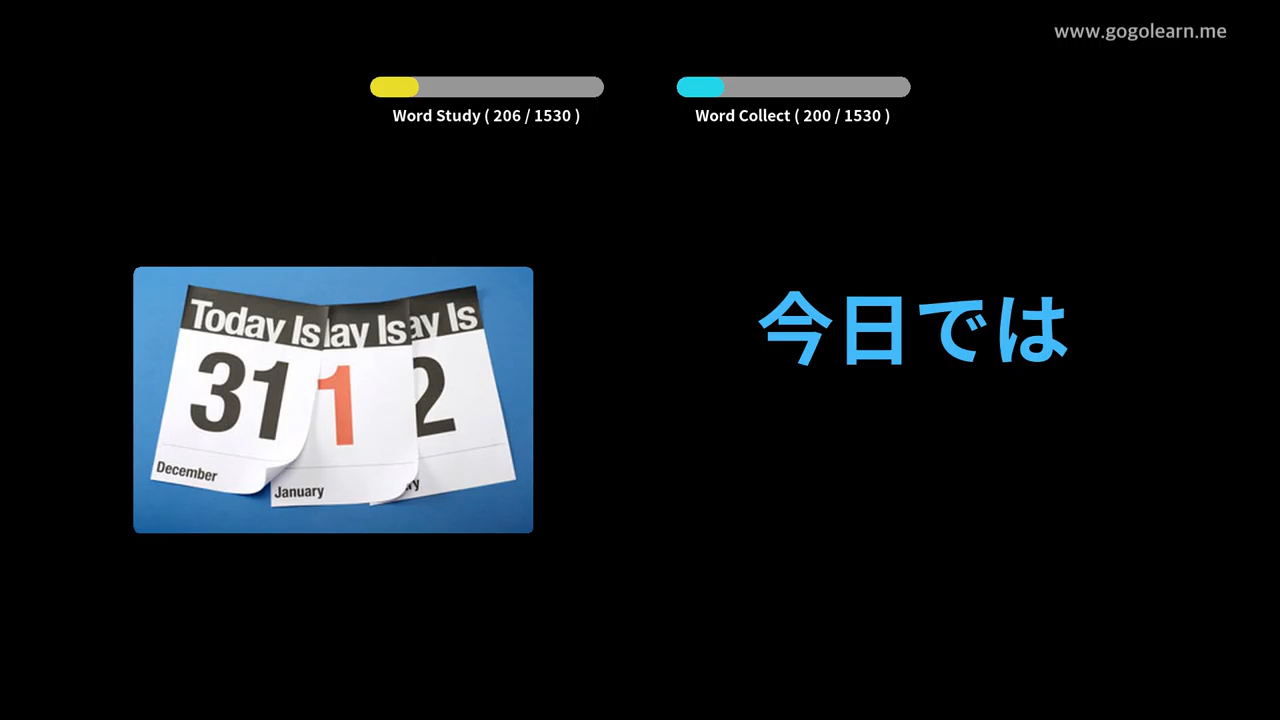 www.gogolearn.me
Word Study ( 206 / 1530 )
Word Collect ( 200 / 1530 )
今日では
Today Is
ay Is
ay Is
31
1
2
December
January
ry